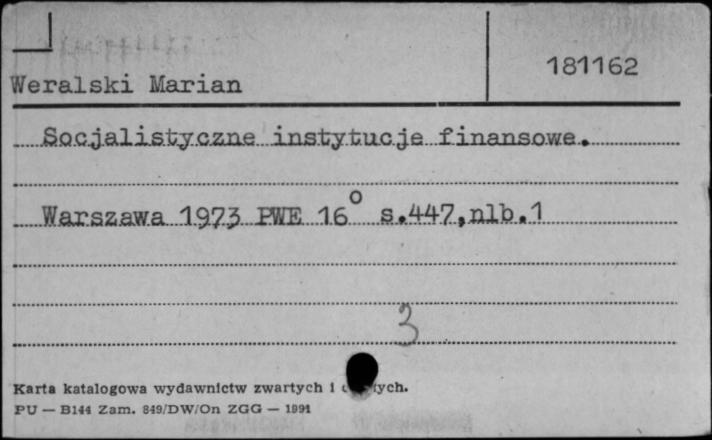 181162
Weralski Marian
Socjalistyczne instytucje finansowe.
Warszawa 1973 PWE 16° s.447,nlb.1
3
Karta katalogowa wydawnictw zwartych i
PU — B144 Zam. 849/DW/On ZGG — 1991